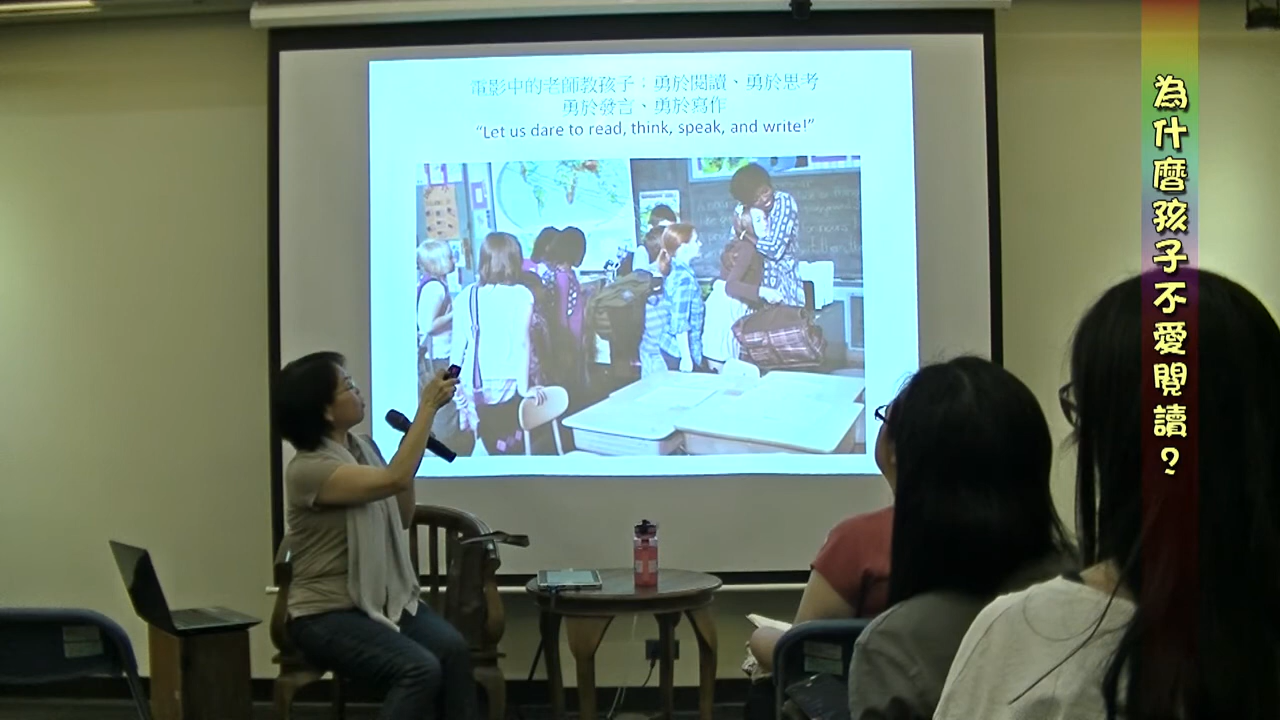 電影中的老師教孩子；勇於閱讀、勇於思考
勇於發言、勇於寫作
“Let us dare to read, think, speak, and write!”
為什麼孩子不愛閱讀？